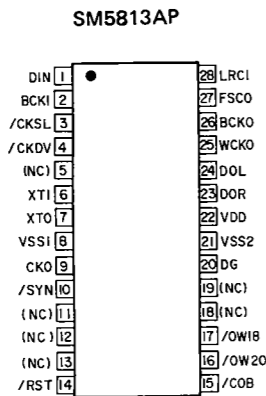 SM5813AP
DIN 1 28 LRCI
BCKI 2 27 FSCO
/CKSL 3 26 BCKO
/CKDV 4 25 WCKO
(NC) 5 24 DOL
XTI 6 23 DOR
XTO 7 22 VDD
VSS1 8 21 VSS2
CKO 9 20 DG
/SYN 10 19 (NC)
(NC) 11 18 (NC)
(NC) 12 17 /OW18
(NC) 13 16 /OW20
/RST 14 15 /COB